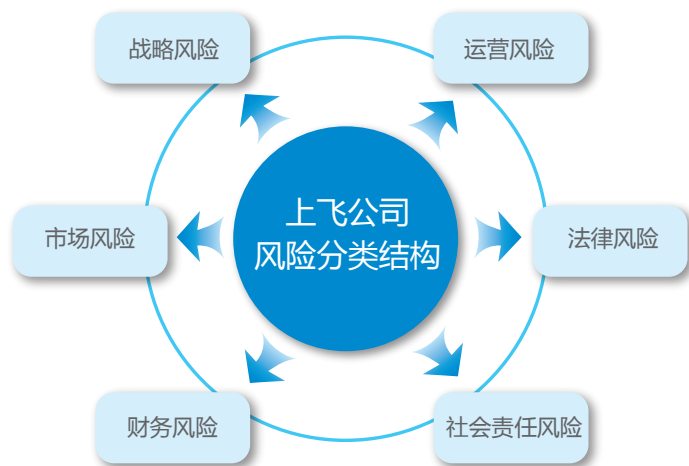 战略风险
运营风险
上飞公司
风险分类结构
市场风险
法律风险
财务风险
社会责任风险